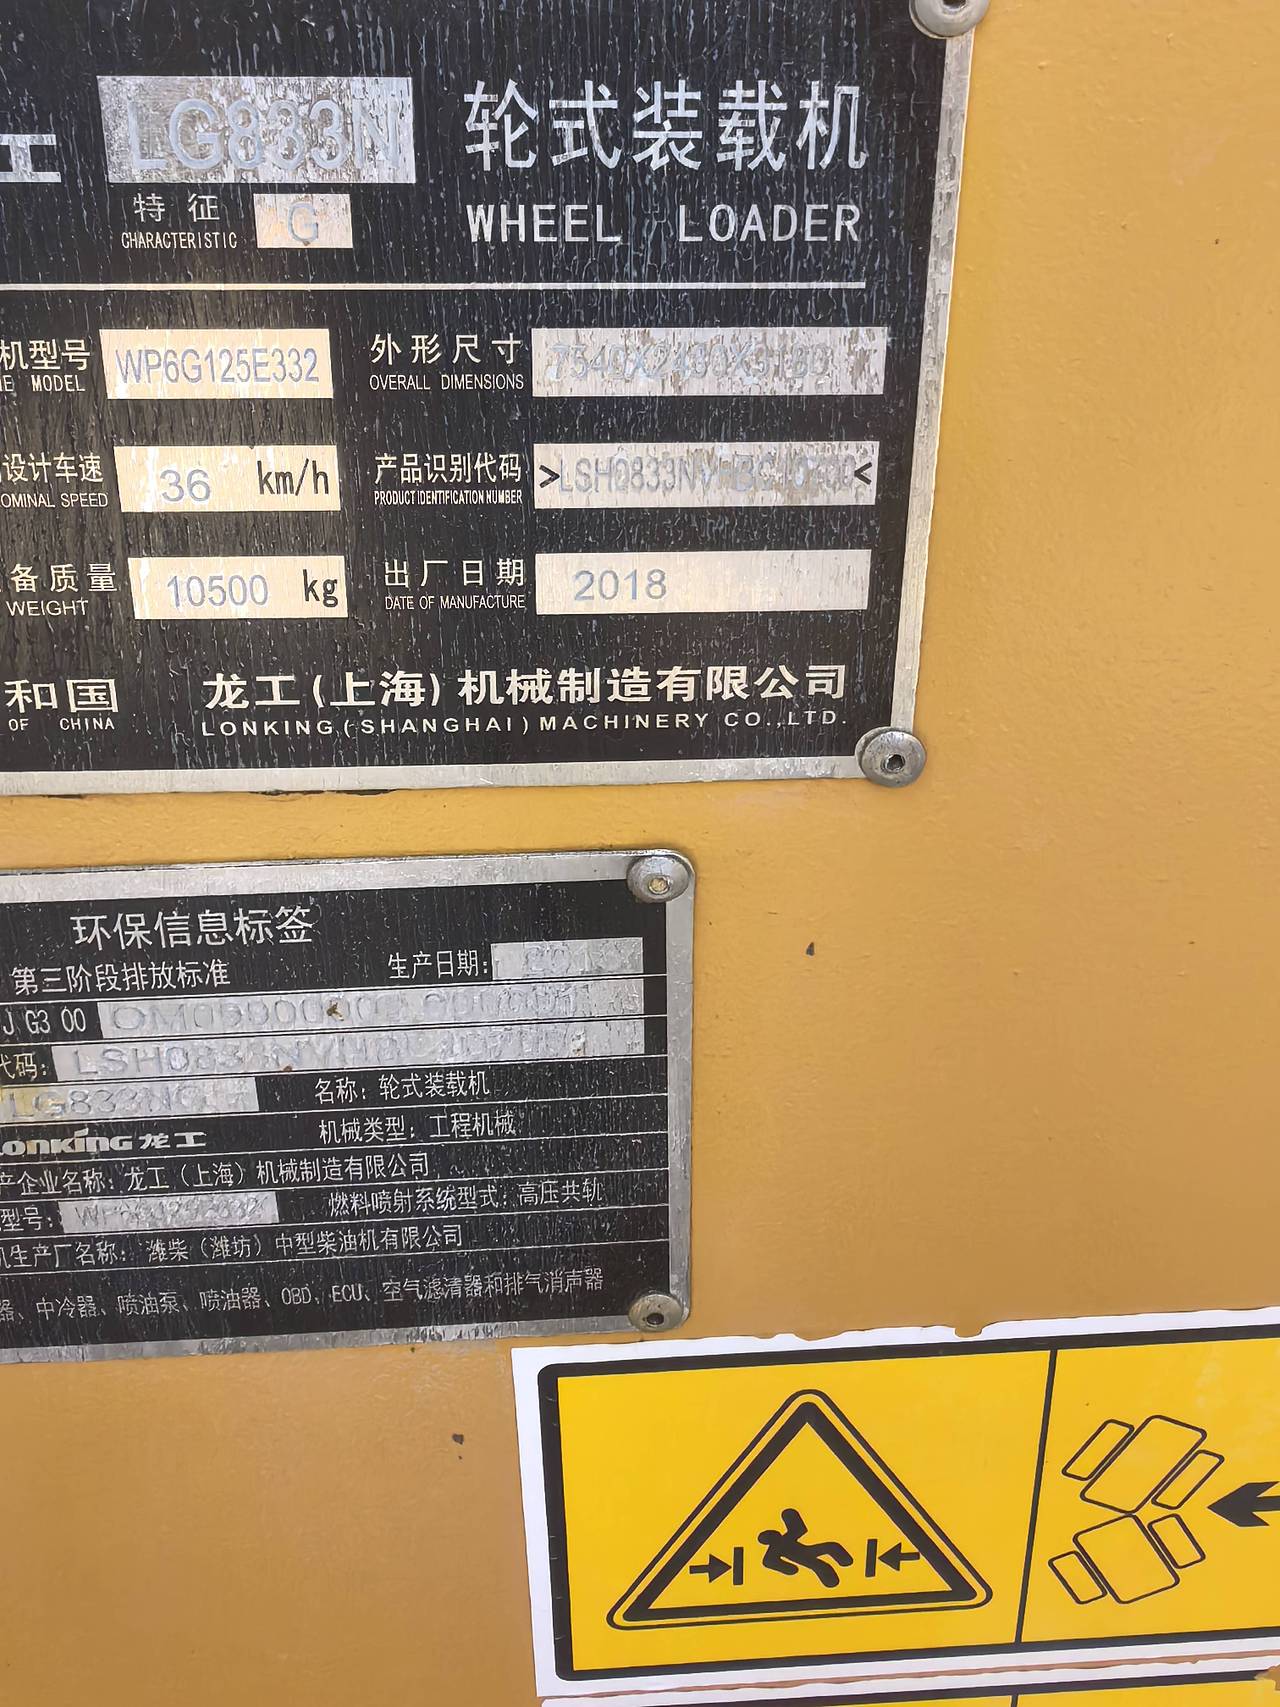 工 LG833N 轮式装载机
特征 G
CHARACTERISTIC WHEEL LOADER
机型号 WP6G125E332 外形尺寸
MODEL OVERALL DIMENSIONS
设计车速 36 km/h 产品识别代码
OMINAL SPEED PRODUCT IDENTIFICATION NUMBER
备质量 10500 kg 出厂日期 2018
WEIGHT DATE OF MANUFACTURE
和国 龙工(上海)机械制造有限公司
OF CHINA LONKING(SHANGHAI)MACHINERY CO.,LTD.
环保信息标签
第三阶段排放标准 生产日期:
G3 00
代码:
名称: 轮式装载机
LONKING 龙工 机械类型: 工程机械
产企业名称: 龙工(上海)机械制造有限公司
型号: 燃料喷射系统型式: 高压共轨
机生产厂名称: 潍柴(潍坊)中型柴油机有限公司
器、中冷器、喷油泵、喷油器、OBD、ECU、空气滤清器和排气消声器